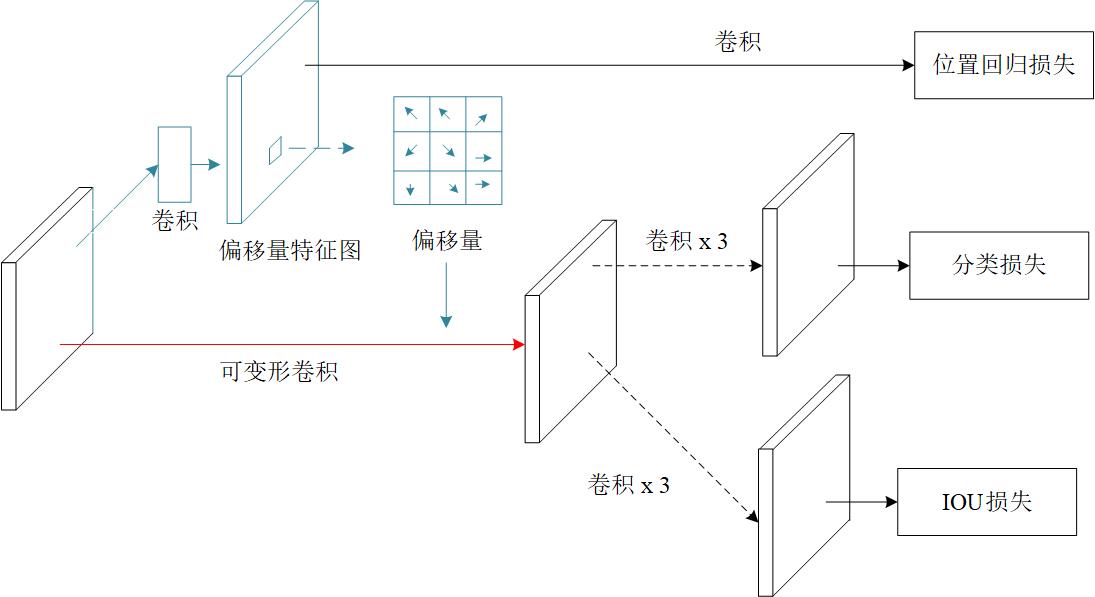 卷积
位置回归损失
卷积
偏移量特征图
偏移量
卷积 x 3
分类损失
可变形卷积
卷积 x 3
IOU损失